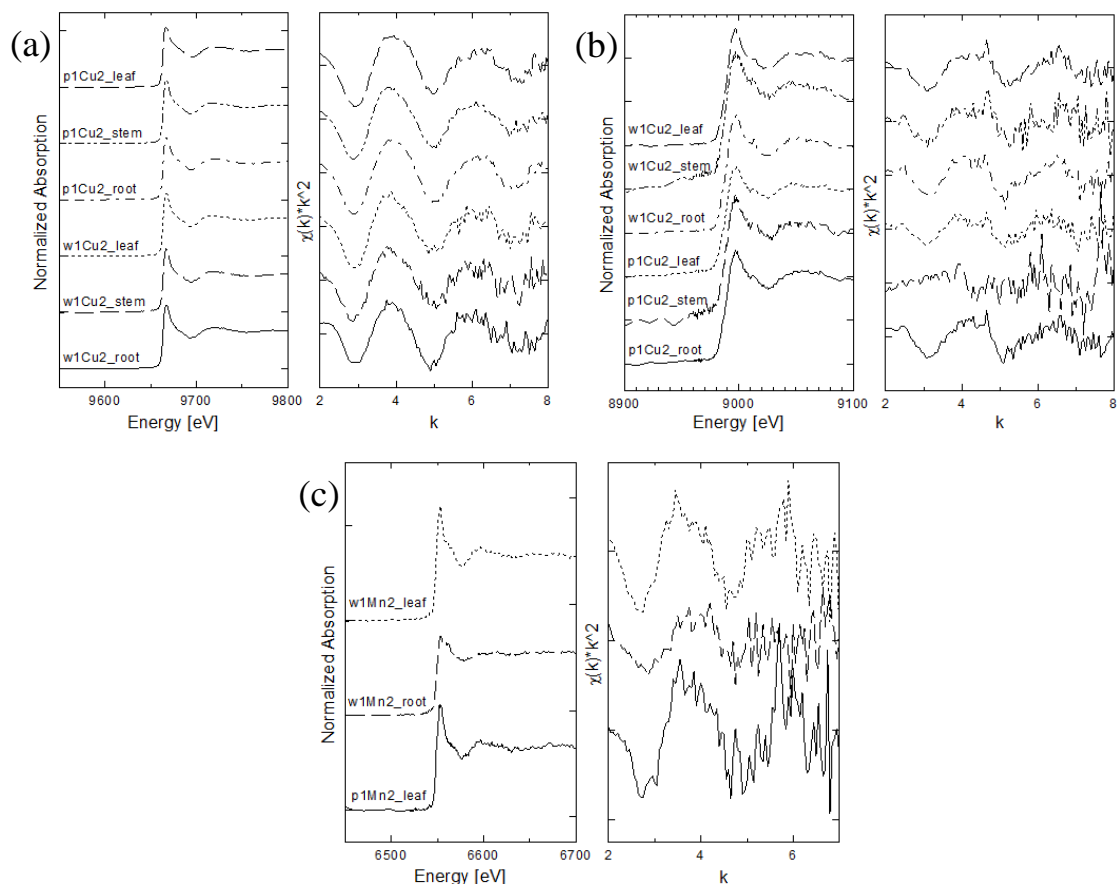 (a)
Normalized Absorption
p1Cu2_leaf
p1Cu2_stem
p1Cu2_root
w1Cu2_leaf
w1Cu2_stem
w1Cu2_root
9600 9700 9800
Energy [eV]
χ(k)*k^2
2 4 6 8
k
(b)
Normalized Absorption
w1Cu2_leaf
w1Cu2_stem
w1Cu2_root
p1Cu2_leaf
p1Cu2_stem
p1Cu2_root
8900 9000 9100
Energy [eV]
χ(k)*k^2
2 4 6 8
k
(c)
Normalized Absorption
w1Mn2_leaf
w1Mn2_root
p1Mn2_leaf
6500 6600 6700
Energy [eV]
χ(k)*k^2
2 4 6
k